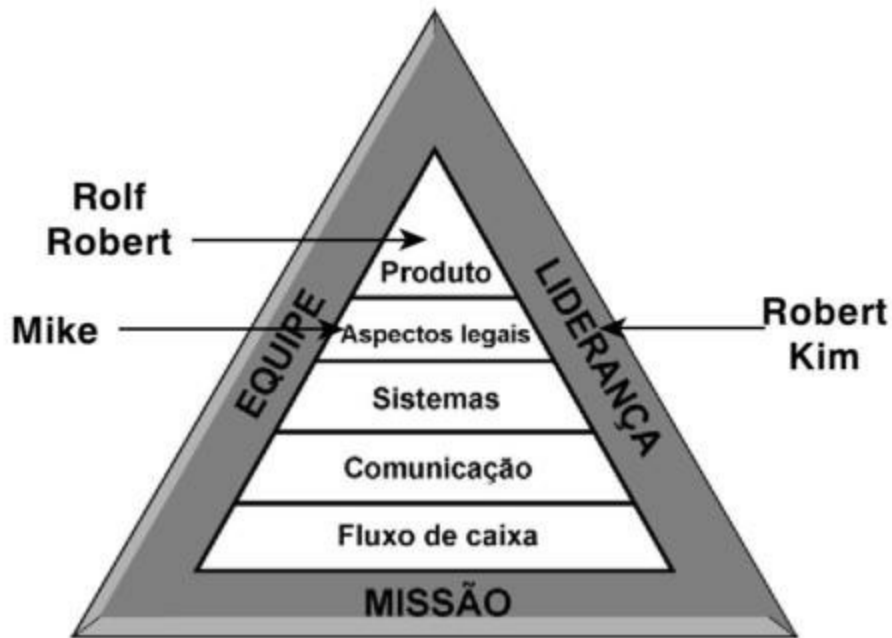 Rolf
Robert
Produto
Mike
Aspectos legais
Robert
Kim
Sistemas
Comunicação
Fluxo de caixa
EQUIPE
LIDERANÇA
MISSÃO